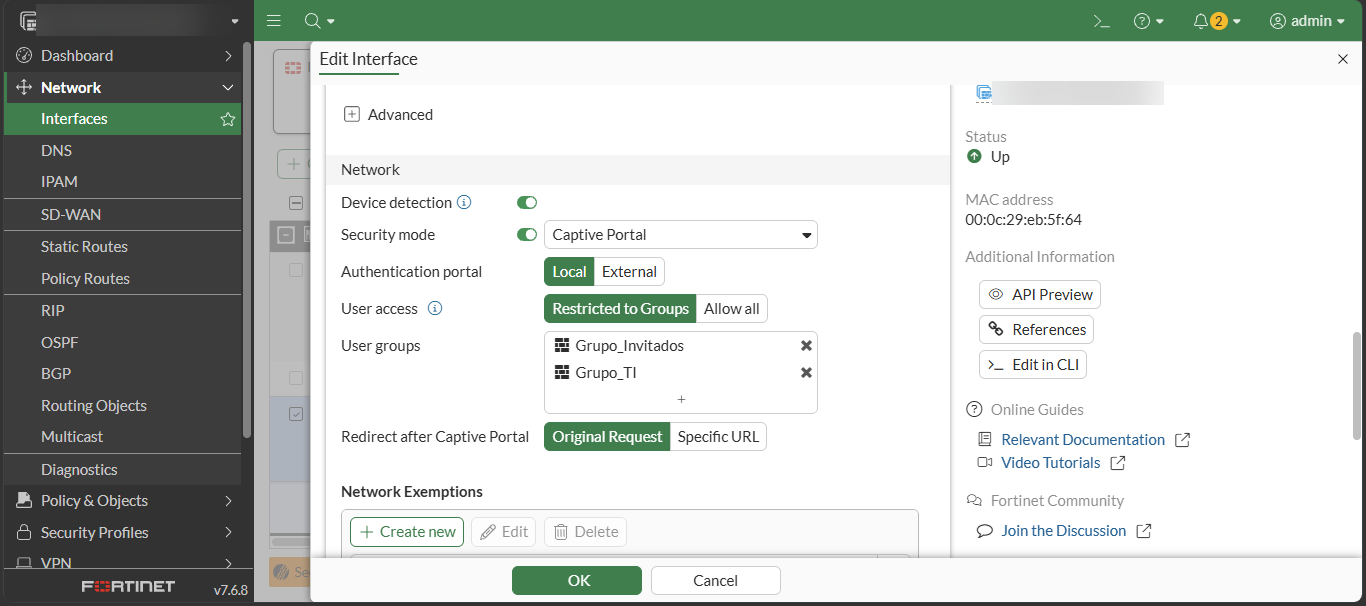 2
admin
Dashboard
Network
Interfaces
DNS
IPAM
SD-WAN
Static Routes
Policy Routes
RIP
OSPF
BGP
Routing Objects
Multicast
Diagnostics
Policy & Objects
Security Profiles
VPN
FORTINET
v7.6.8
Edit Interface
Advanced
Network
Device detection
Security mode Captive Portal
Authentication portal Local External
User access Restricted to Groups Allow all
User groups Grupo_Invitados
Grupo_TI
+
Redirect after Captive Portal Original Request Specific URL
Network Exemptions
+ Create new Edit Delete
OK Cancel
Status
Up
MAC address
00:0c:29:eb:5f:64
Additional Information
API Preview
References
>_ Edit in CLI
Online Guides
Relevant Documentation
Video Tutorials
Fortinet Community
Join the Discussion